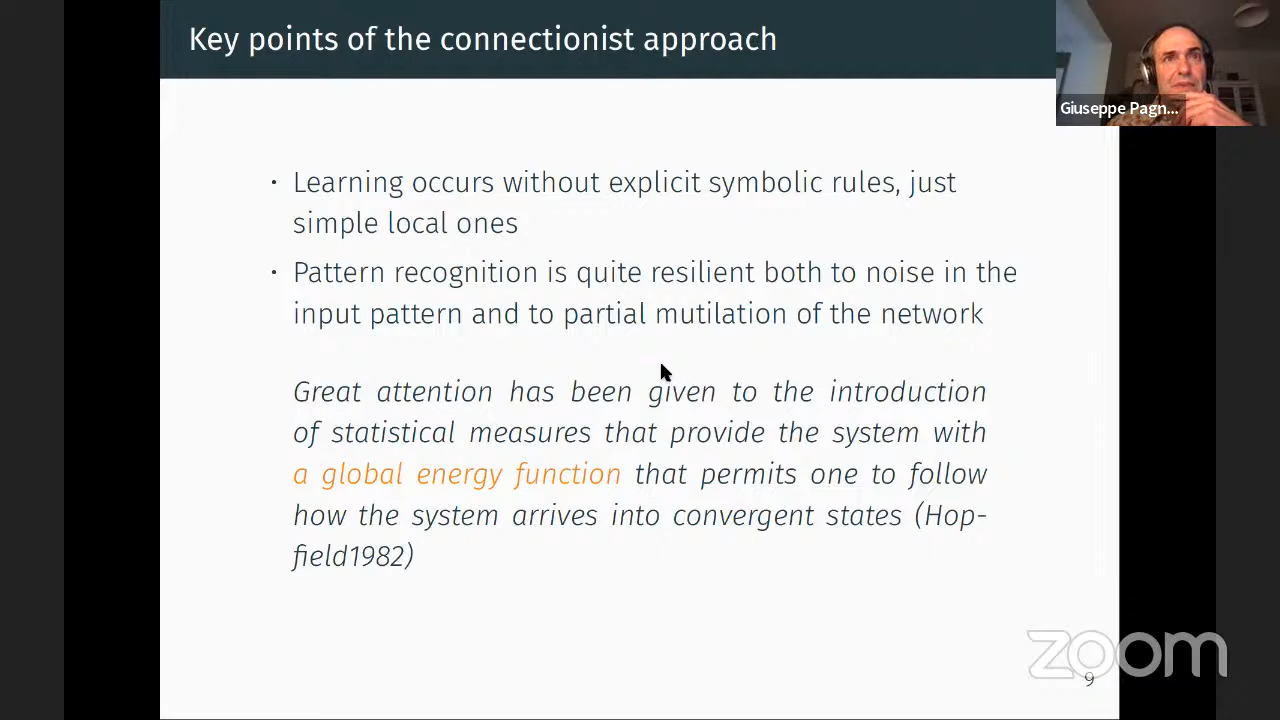 Key points of the connectionist approach
Giuseppe Pagn...
· Learning occurs without explicit symbolic rules, just
simple local ones
· Pattern recognition is quite resilient both to noise in the
input pattern and to partial mutilation of the network
Great attention has been given to the introduction
of statistical measures that provide the system with
a global energy function that permits one to follow
how the system arrives into convergent states (Hop-
field1982)
zoom
9